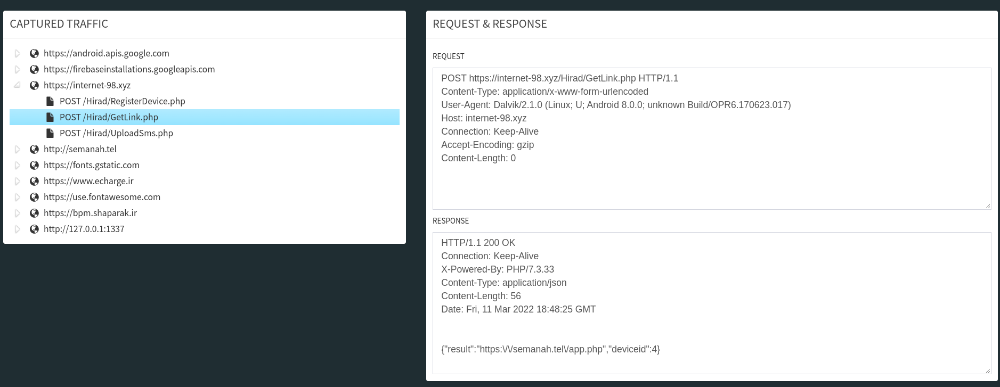 CAPTURED TRAFFIC
https://android.apis.google.com
https://firebaseinstallations.googleapis.com
https://internet-98.xyz
POST /Hirad/RegisterDevice.php
POST /Hirad/GetLink.php
POST /Hirad/UploadSms.php
http://semanah.tel
https://fonts.gstatic.com
https://www.echarge.ir
https://use.fontawesome.com
https://bpm.shaparak.ir
http://127.0.0.1:1337
REQUEST & RESPONSE
REQUEST
POST https://internet-98.xyz/Hirad/GetLink.php HTTP/1.1
Content-Type: application/x-www-form-urlencoded
User-Agent: Dalvik/2.1.0 (Linux; U; Android 8.0.0; unknown Build/OPR6.170623.017)
Host: internet-98.xyz
Connection: Keep-Alive
Accept-Encoding: gzip
Content-Length: 0
RESPONSE
HTTP/1.1 200 OK
Connection: Keep-Alive
X-Powered-By: PHP/7.3.33
Content-Type: application/json
Content-Length: 56
Date: Fri, 11 Mar 2022 18:48:25 GMT
{"result":"https:\/\/semanah.tel\/app.php","deviceid":4}